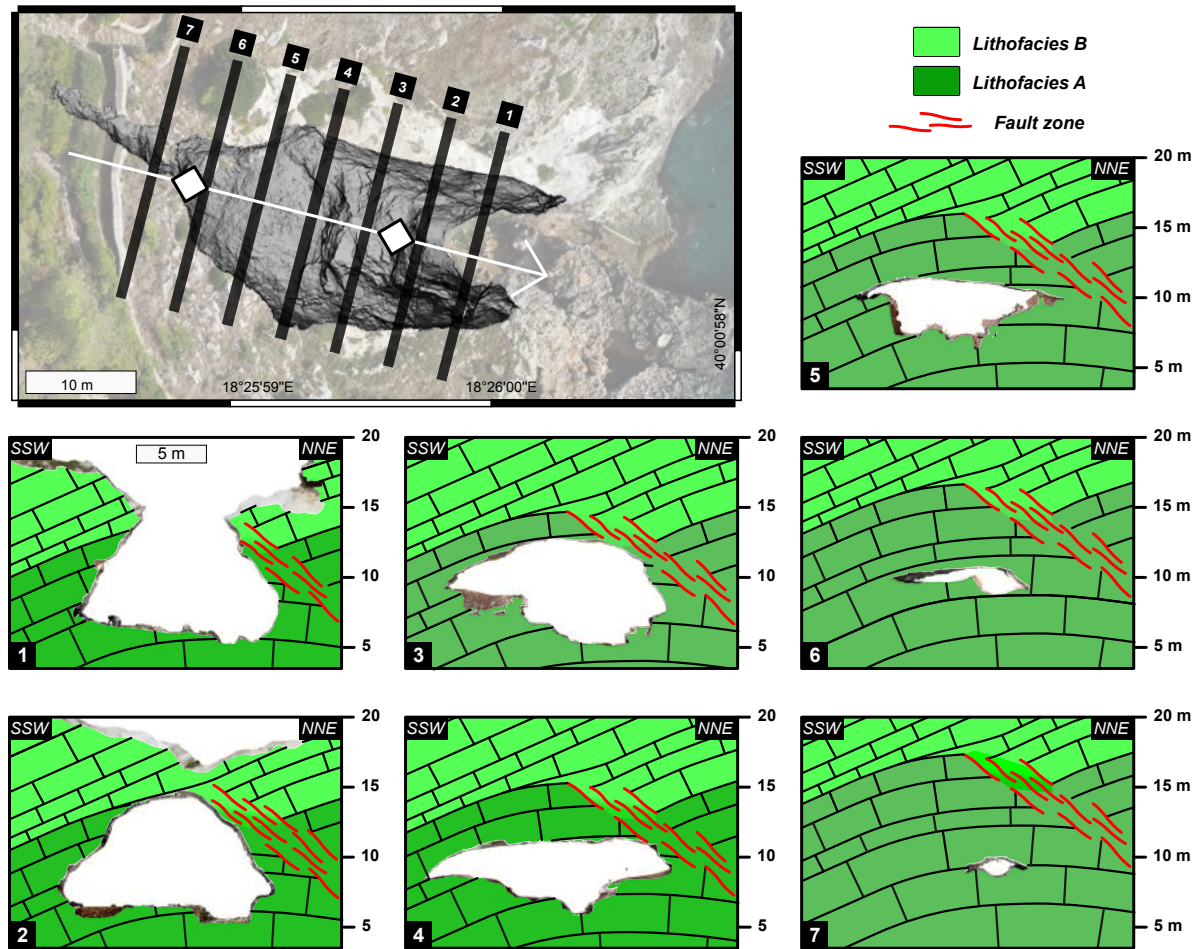 7
6
5
4
3
2
1
10 m
18°25'59"E
18°26'00"E
40°00'58"N
Lithofacies B
Lithofacies A
Fault zone
SSW
NNE
20 m
15 m
10 m
5 m
5
SSW
5 m
NNE
20
15
10
5
1
SSW
NNE
20
15
10
5
3
SSW
NNE
20 m
15 m
10 m
5 m
6
SSW
NNE
20
15
10
5
2
SSW
NNE
20
15
10
5
4
SSW
NNE
20 m
15 m
10 m
5 m
7